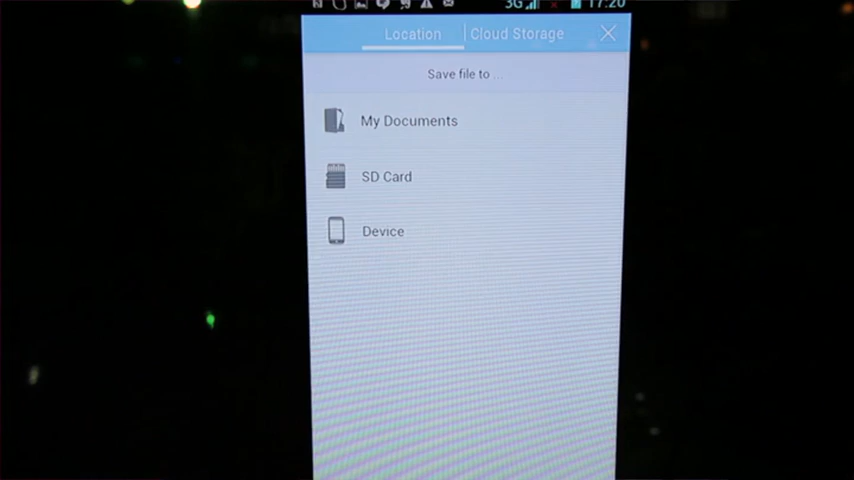 3G 17:20
Location Cloud Storage
Save file to ...
My Documents
SD Card
Device